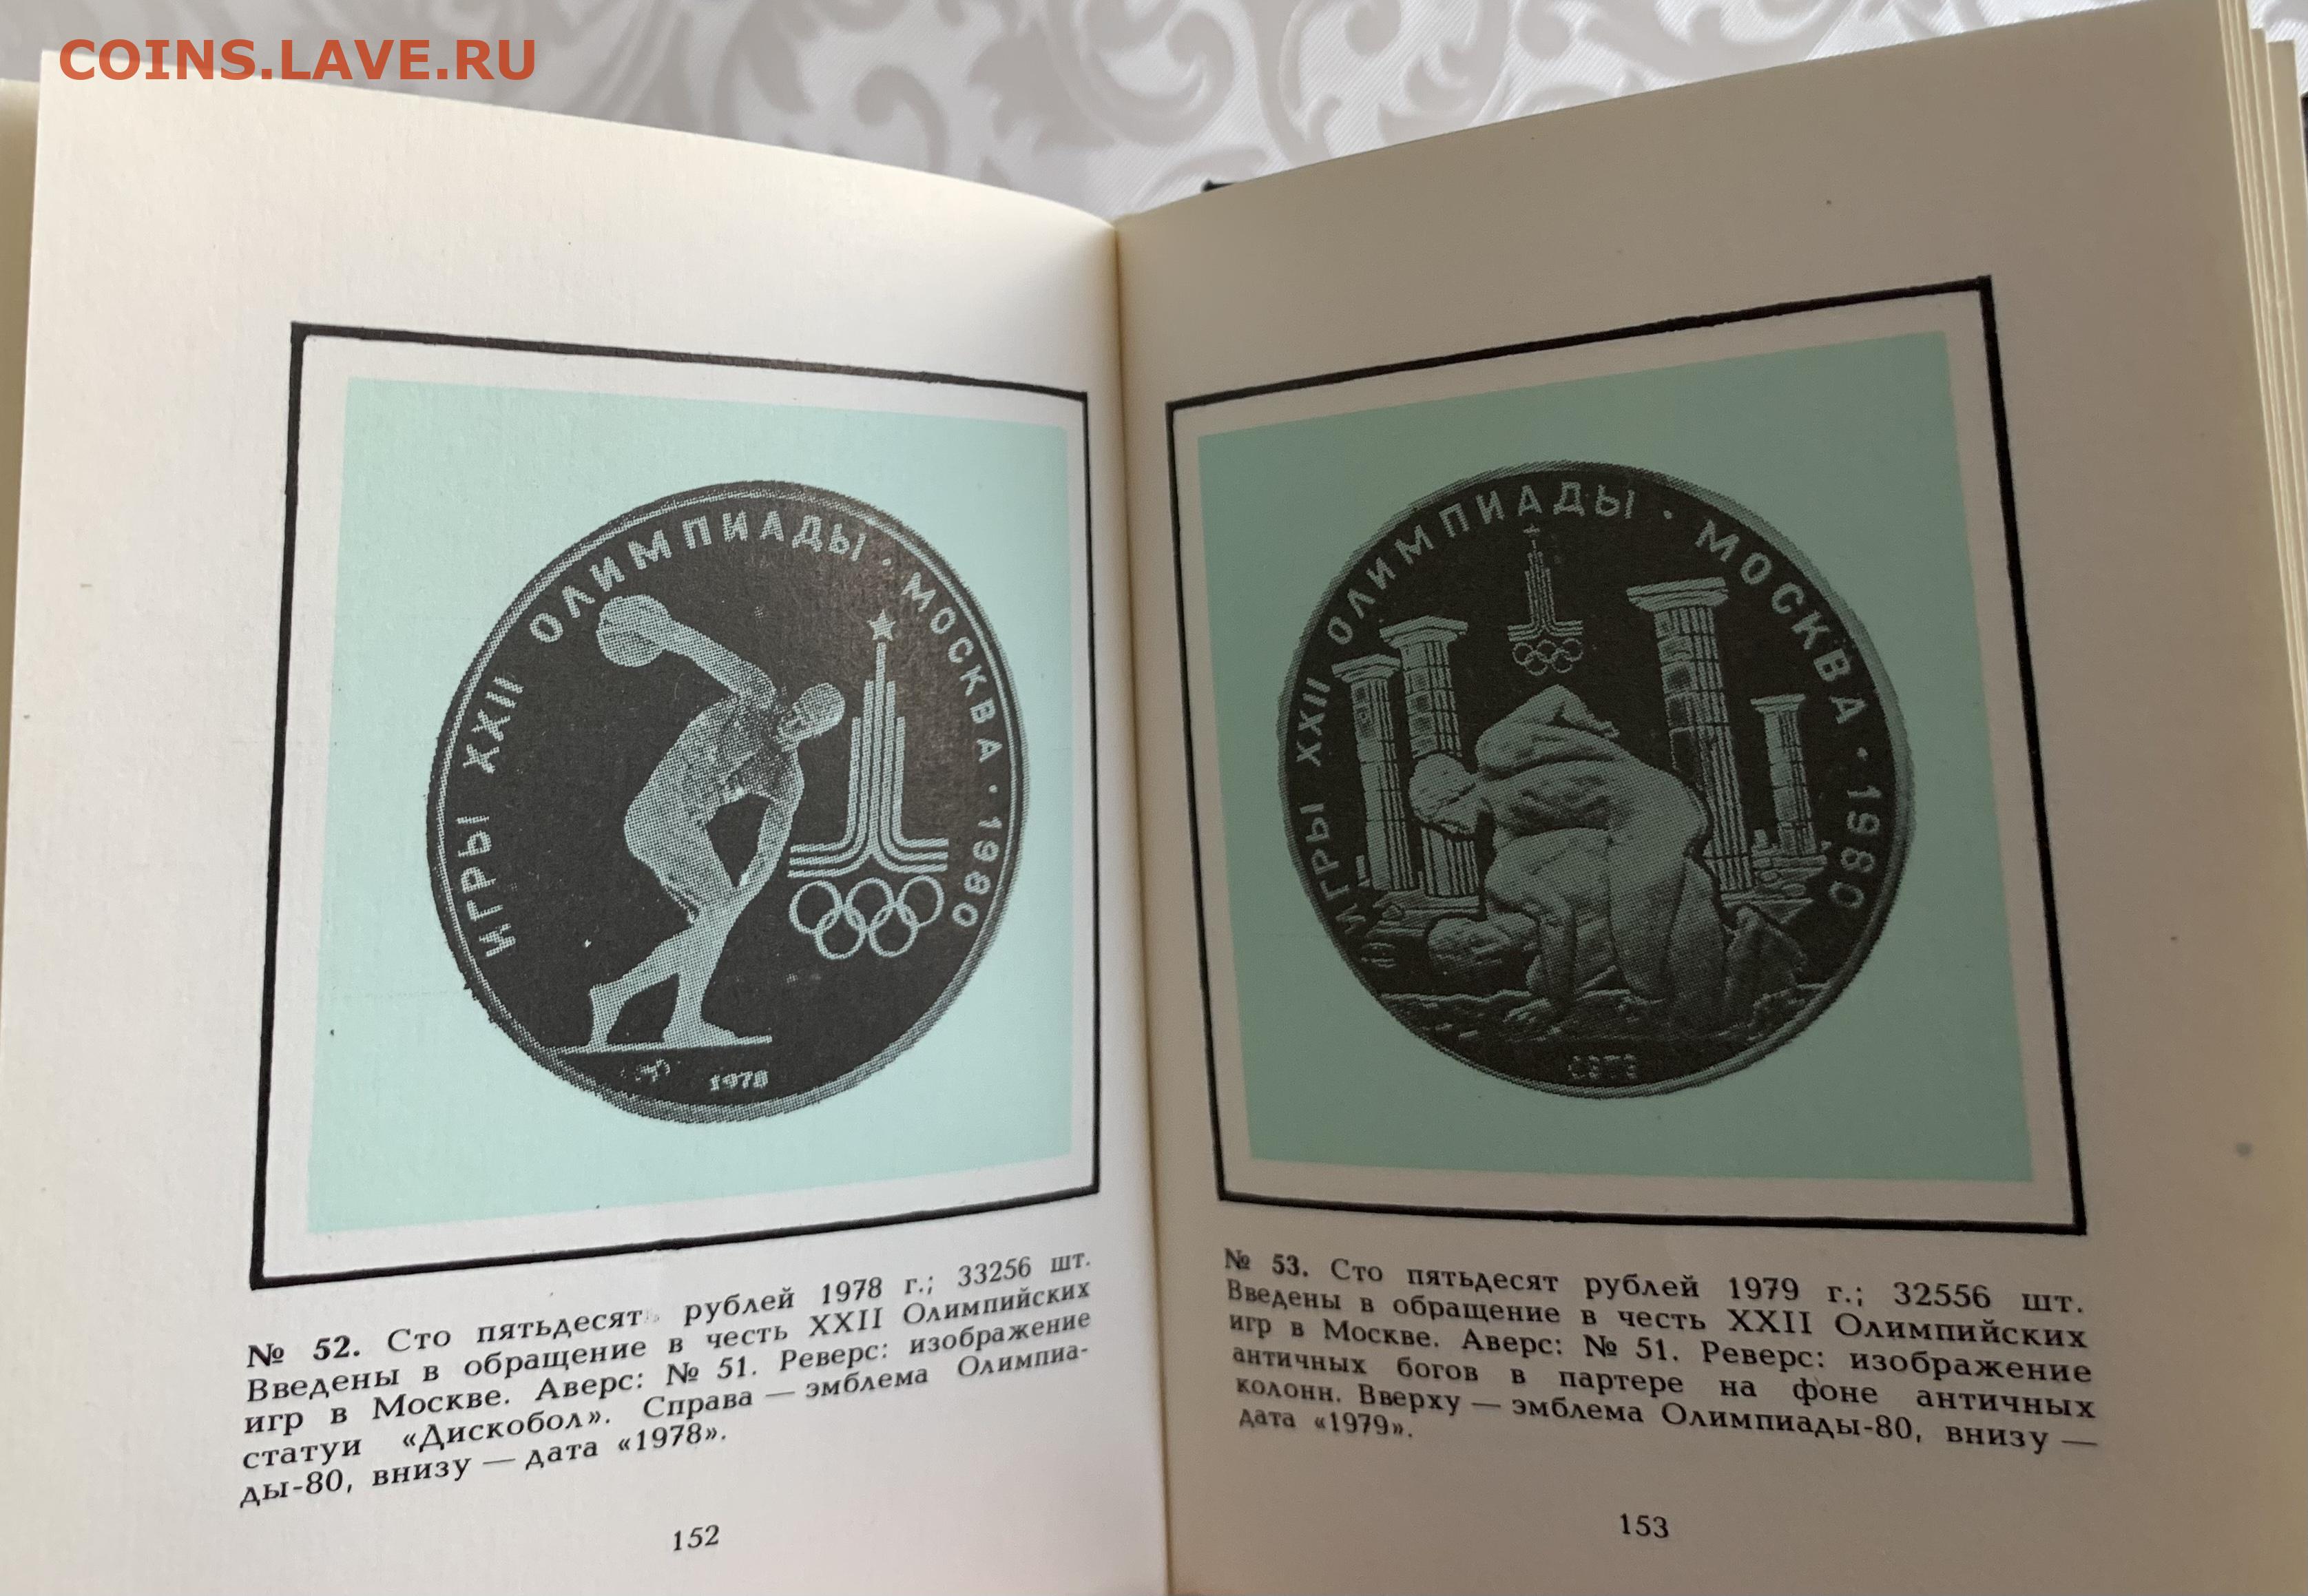 COINS.LAVE.RU
ИГРЫ XXII ОЛИМПИАДЫ · МОСКВА · 1980
1978
№ 52. Сто пятьдесят рублей 1978 г.; 33256 шт.
Введены в обращение в честь XXII Олимпийских
игр в Москве. Аверс: № 51. Реверс: изображение
статуи «Дискобол». Справа — эмблема Олимпиа-
ды-80, внизу — дата «1978».
152
ИГРЫ XXII ОЛИМПИАДЫ · МОСКВА · 1980
1979
№ 53. Сто пятьдесят рублей 1979 г.; 32556 шт.
Введены в обращение в честь XXII Олимпийских
игр в Москве. Аверс: № 51. Реверс: изображение
античных богов в партере на фоне античных
колонн. Вверху — эмблема Олимпиады-80, внизу —
дата «1979».
153